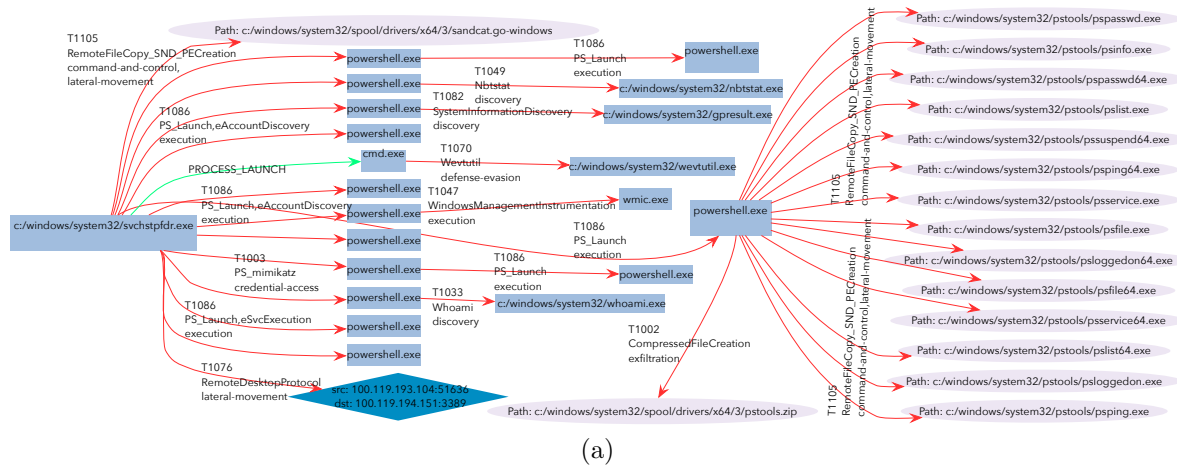 T1105
RemoteFileCopy_SND_PECreation
command-and-control,
lateral-movement
Path: c:/windows/system32/spool/drivers/x64/3/sandcat.go-windows
powershell.exe
T1086
PS_Launch
execution
powershell.exe
powershell.exe
T1049
Nbtstat
discovery
c:/windows/system32/nbtstat.exe
T1086
PS_Launch,eAccountDiscovery
execution
powershell.exe
T1082
SystemInformationDiscovery
discovery
c:/windows/system32/gpresult.exe
powershell.exe
PROCESS_LAUNCH
cmd.exe
T1070
Wevtutil
defense-evasion
c:/windows/system32/wevtutil.exe
T1086
PS_Launch,eAccountDiscovery
execution
powershell.exe
T1047
WindowsManagementInstrumentation
execution
wmic.exe
powershell.exe
c:/windows/system32/svchstpfdr.exe
powershell.exe
T1086
PS_Launch
execution
powershell.exe
T1003
PS_mimikatz
credential-access
powershell.exe
T1086
PS_Launch
execution
powershell.exe
powershell.exe
T1033
Whoami
discovery
c:/windows/system32/whoami.exe
T1086
PS_Launch,eSvcExecution
execution
powershell.exe
powershell.exe
T1076
RemoteDesktopProtocol
lateral-movement
src: 100.119.193.104:51636
dst: 100.119.194.151:3389
T1002
CompressedFileCreation
exfiltration
Path: c:/windows/system32/spool/drivers/x64/3/pstools.zip
T1105
RemoteFileCopy_SND_PECreation
command-and-control,lateral-movement
T1105
RemoteFileCopy_SND_PECreation
command-and-control,lateral-movement
Path: c:/windows/system32/pstools/pspasswd.exe
Path: c:/windows/system32/pstools/psinfo.exe
Path: c:/windows/system32/pstools/pspasswd64.exe
Path: c:/windows/system32/pstools/pslist.exe
Path: c:/windows/system32/pstools/pssuspend64.exe
Path: c:/windows/system32/pstools/psping64.exe
Path: c:/windows/system32/pstools/psservice.exe
Path: c:/windows/system32/pstools/psfile.exe
Path: c:/windows/system32/pstools/psloggedon64.exe
Path: c:/windows/system32/pstools/psfile64.exe
Path: c:/windows/system32/pstools/psservice64.exe
Path: c:/windows/system32/pstools/pslist64.exe
Path: c:/windows/system32/pstools/psloggedon.exe
Path: c:/windows/system32/pstools/psping.exe
(a)